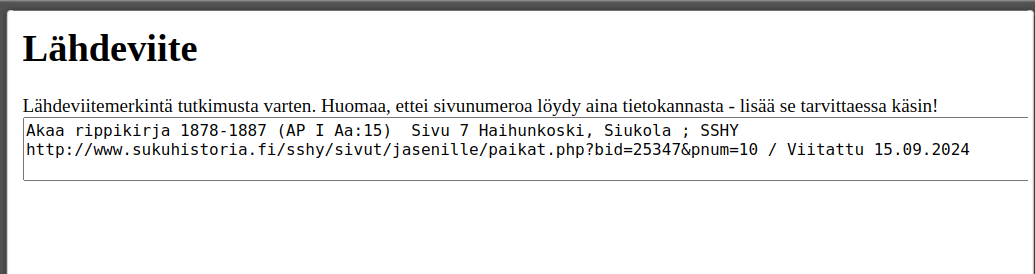 Lähdeviite
Lähdeviitemerkintä tutkimusta varten. Huomaa, ettei sivunumeroa löydy aina tietokannasta - lisää se tarvittaessa käsin!
Akaa rippikirja 1878-1887 (AP I Aa:15)  Sivu 7 Haihunkoski, Siukola ; SSHY
http://www.sukuhistoria.fi/sshy/sivut/jasenille/paikat.php?bid=25347&pnum=10 / Viitattu 15.09.2024